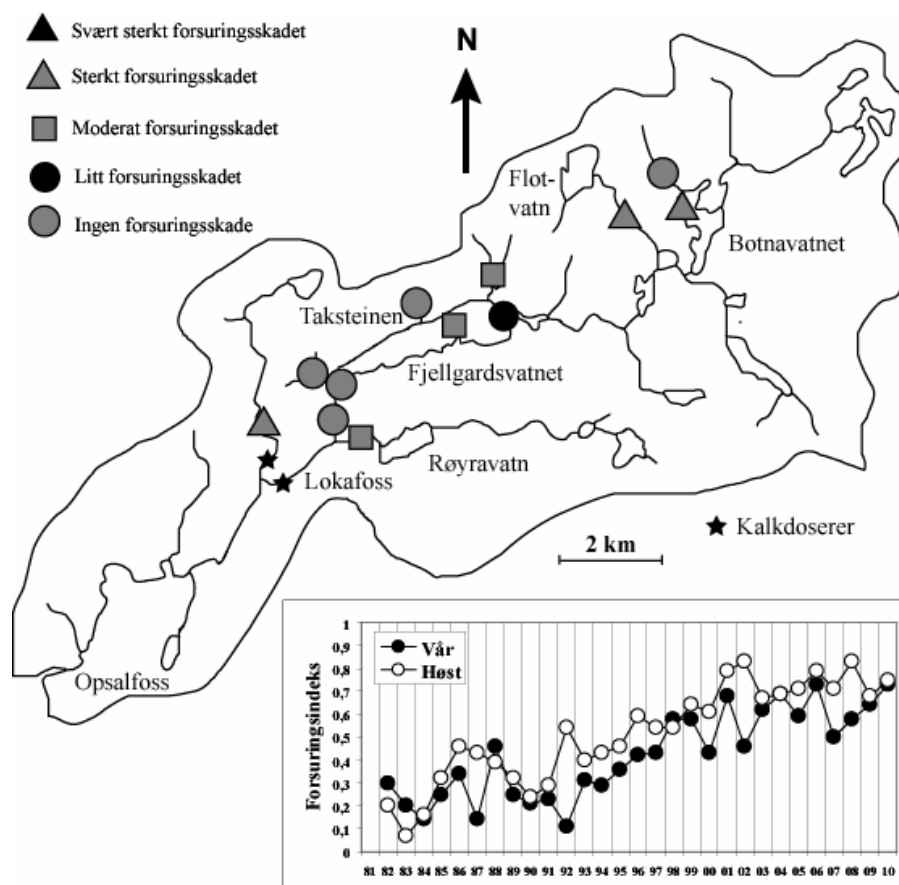 Svært sterkt forsuringsskadet
Sterkt forsuringsskadet
Moderat forsuringsskadet
Litt forsuringsskadet
Ingen forsuringsskade
N
Flot-
vatn
Botnavatnet
Taksteinen
Fjellgardsvatnet
Røyravatn
Lokafoss
Kalkdoserer
2 km
Opsalfoss
Forsuringsindeks
1
0,9
0,8
0,7
0,6
0,5
0,4
0,3
0,2
0,1
0
Vår
Høst
81 82 83 84 85 86 87 88 89 90 91 92 93 94 95 96 97 98 99 00 01 02 03 04 05 06 07 08 09 10